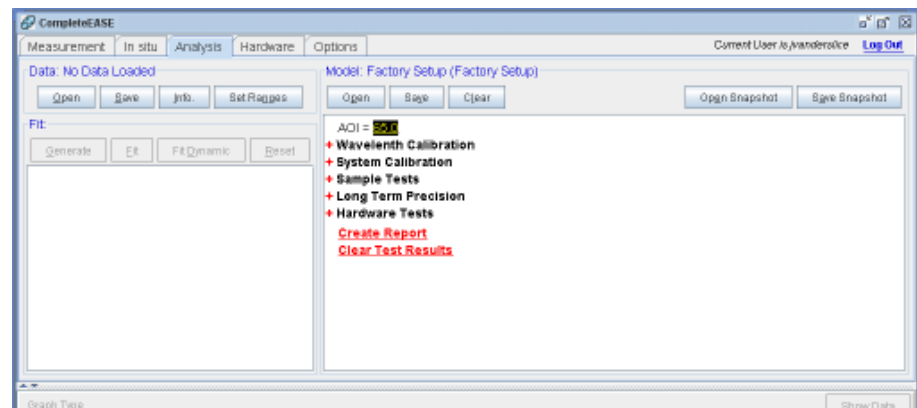 CompleteEASE
Measurement In situ Analysis Hardware Options Current User is jvanderslice Log Out
Data: No Data Loaded
Open Save Info. Set Ranges
Fit:
Generate Fit Fit Dynamic Reset
Model: Factory Setup (Factory Setup)
Open Save Clear Open Snapshot Save Snapshot
AOI = 65.0
+ Wavelenth Calibration
+ System Calibration
+ Sample Tests
+ Long Term Precision
+ Hardware Tests
Create Report
Clear Test Results
Graph Type Show Data